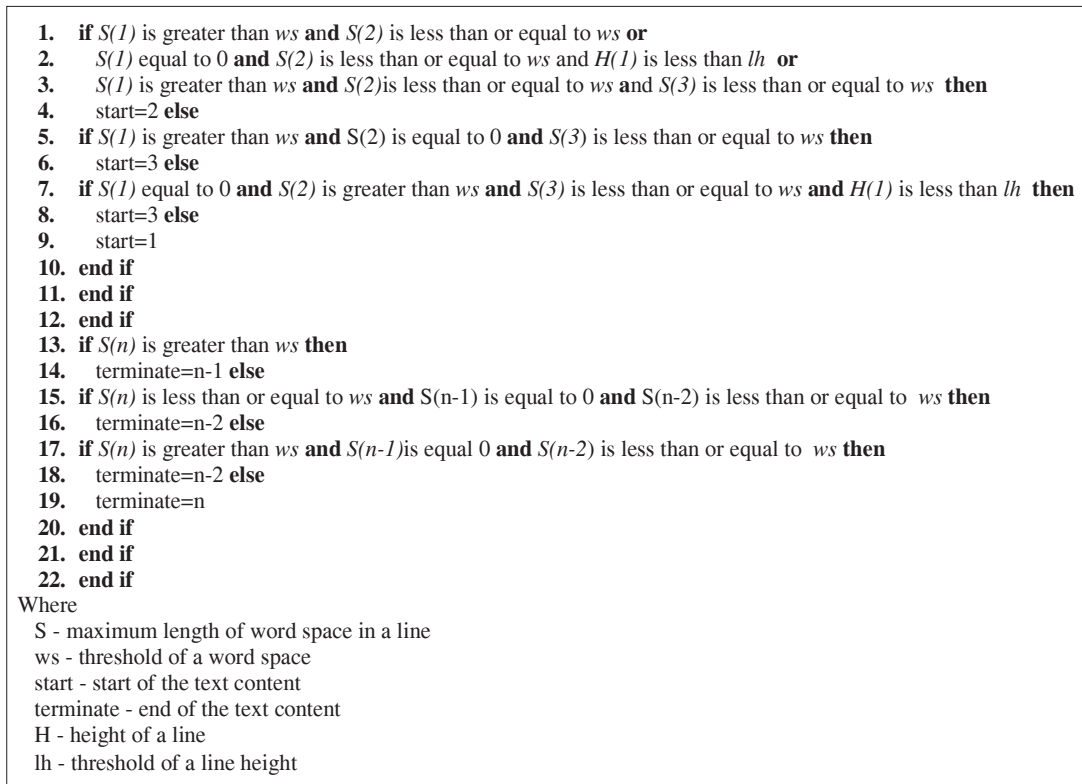 1. if S(1) is greater than ws and S(2) is less than or equal to ws or
2. S(1) equal to 0 and S(2) is less than or equal to ws and H(1) is less than lh or
3. S(1) is greater than ws and S(2)is less than or equal to ws and S(3) is less than or equal to ws then
4. start=2 else
5. if S(1) is greater than ws and S(2) is equal to 0 and S(3) is less than or equal to ws then
6. start=3 else
7. if S(1) equal to 0 and S(2) is greater than ws and S(3) is less than or equal to ws and H(1) is less than lh then
8. start=3 else
9. start=1
10. end if
11. end if
12. end if
13. if S(n) is greater than ws then
14. terminate=n-1 else
15. if S(n) is less than or equal to ws and S(n-1) is equal to 0 and S(n-2) is less than or equal to ws then
16. terminate=n-2 else
17. if S(n) is greater than ws and S(n-1)is equal 0 and S(n-2) is less than or equal to ws then
18. terminate=n-2 else
19. terminate=n
20. end if
21. end if
22. end if
Where
S - maximum length of word space in a line
ws - threshold of a word space
start - start of the text content
terminate - end of the text content
H - height of a line
lh - threshold of a line height